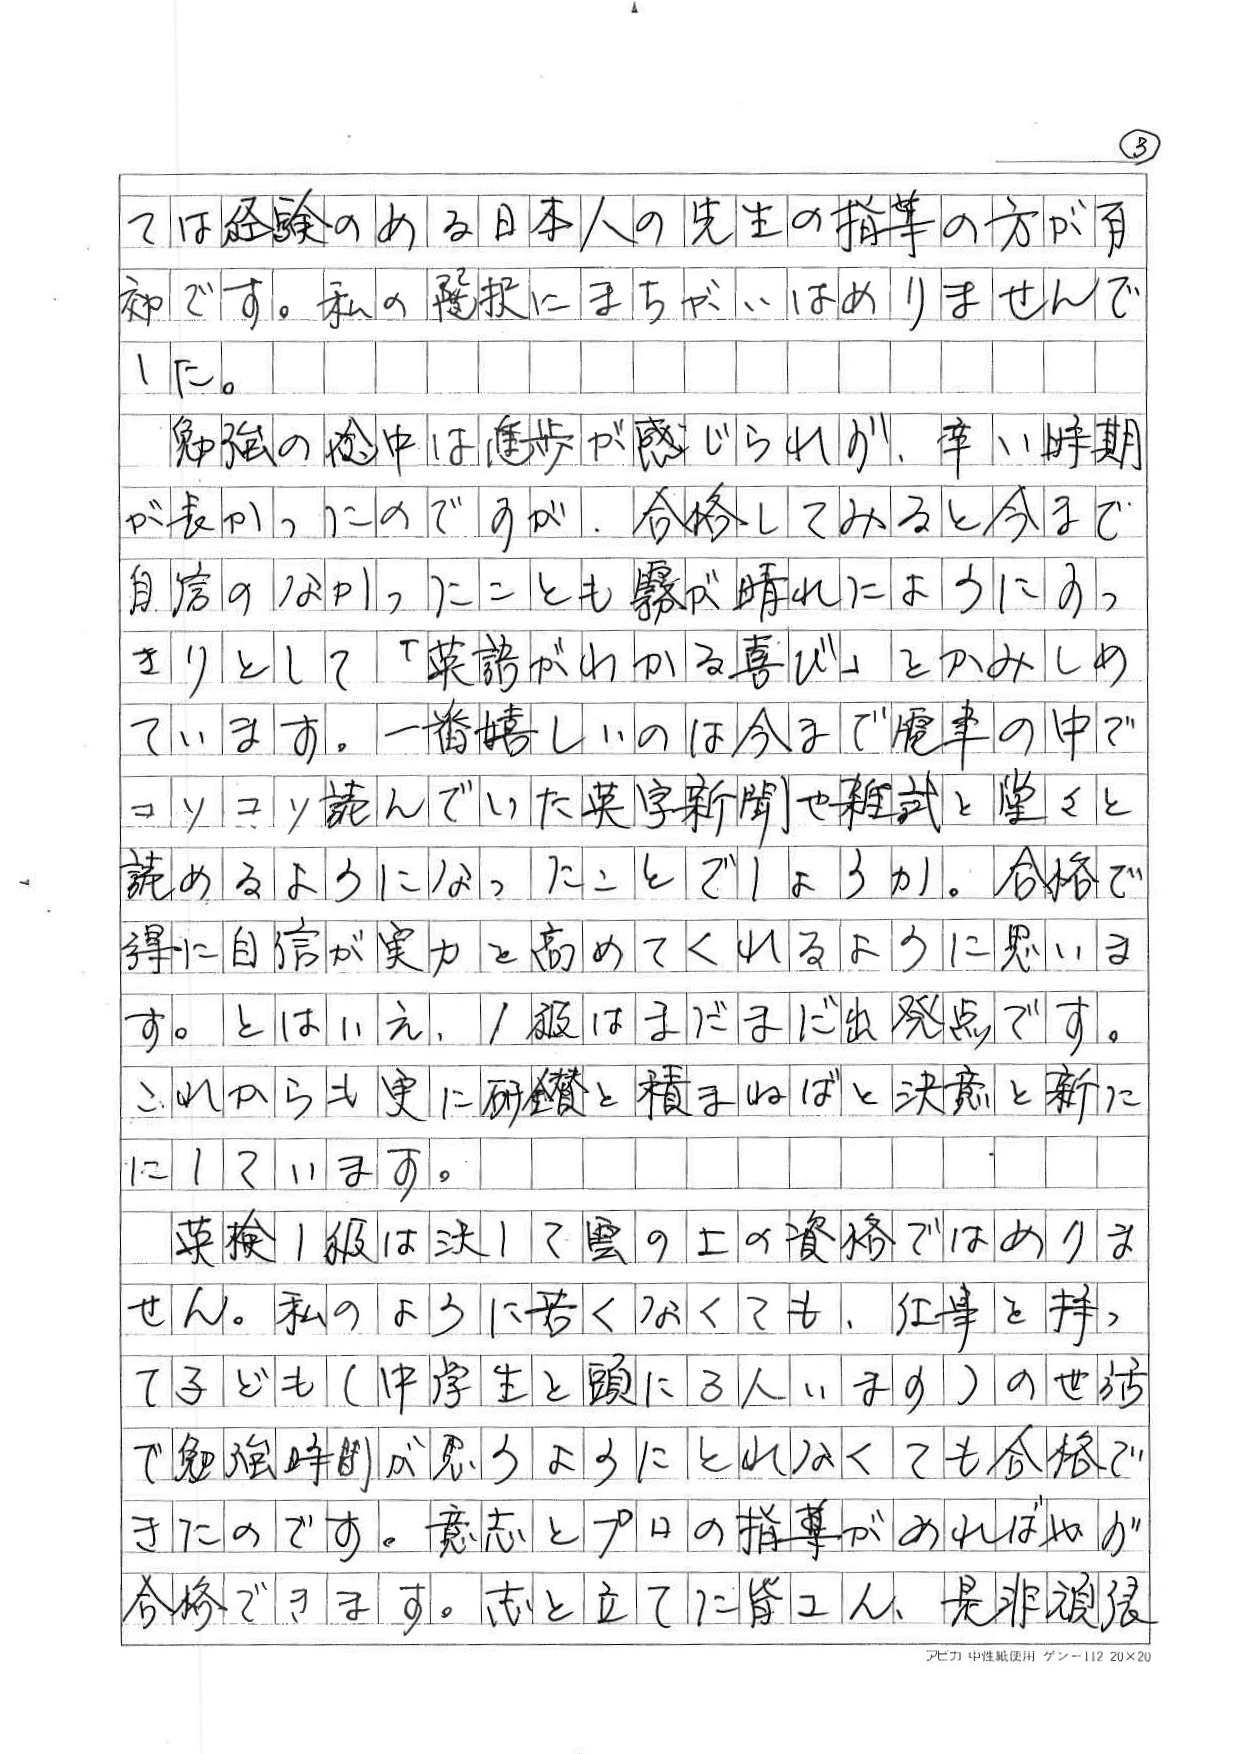 ③
ては経験のある日本人の先生の指導の方が有
効です。私の選択にまちがいはありませんで
した。
勉強の途中は進歩が感じられず、辛い時期
が長かったのですが、合格してみると今まで
自信のなかったことも霧が晴れたようにすっ
きりとして「英語がわかる喜び」をかみしめ
ています。一番嬉しいのは今まで電車の中で
コソコソ読んでいた英字新聞や雑誌を堂々と
読めるようになったことでしょうか。合格で
得た自信が実力を高めてくれるように思いま
す。とはいえ、1級はまだまだ出発点です。
これからも更に研鑽を積まねばと決意を新た
にしています。
英検1級は決して雲の上の資格ではありま
せん。私のように若くなくても、仕事を持っ
て子ども(中学生を頭に3人います)の世話
で勉強時間が思うようにとれなくても合格で
きたのです。意志とプロの指導があれば必ず
合格できます。志を立てた皆さん、是非頑張
アピカ 中性紙使用 ゲンー112 20×20